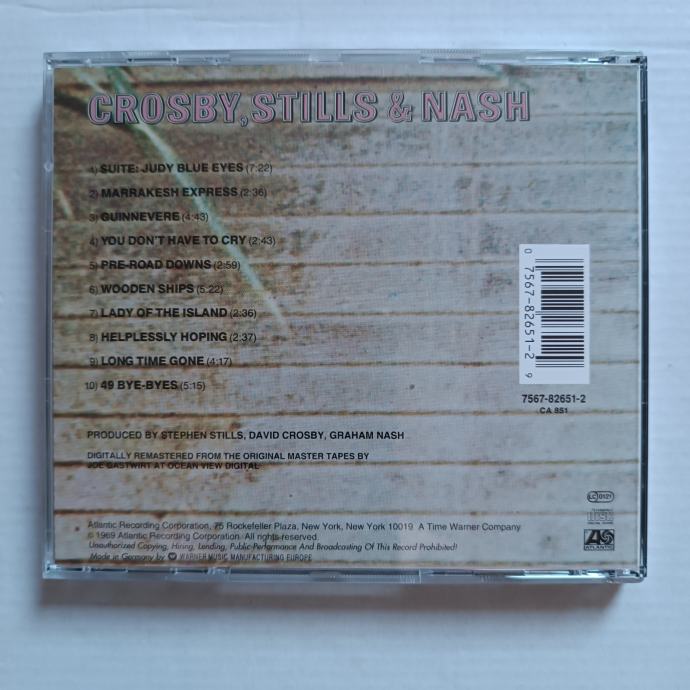 CROSBY, STILLS & NASH
1) SUITE: JUDY BLUE EYES (7:22)
2) MARRAKESH EXPRESS (2:36)
3) GUINNEVERE (4:43)
4) YOU DON'T HAVE TO CRY (2:43)
5) PRE-ROAD DOWNS (2:59)
6) WOODEN SHIPS (5:22)
7) LADY OF THE ISLAND (2:36)
8) HELPLESSLY HOPING (2:37)
9) LONG TIME GONE (4:17)
10) 49 BYE-BYES (5:15)
0 7567-82651-2 9
7567-82651-2
CA 851
PRODUCED BY STEPHEN STILLS, DAVID CROSBY, GRAHAM NASH
DIGITALLY REMASTERED FROM THE ORIGINAL MASTER TAPES BY
JOE GASTWIRT AT OCEAN VIEW DIGITAL
LC 0121
COMPACT
disc
DIGITAL AUDIO
Atlantic Recording Corporation, 75 Rockefeller Plaza, New York, New York 10019 A Time Warner Company
© 1969 Atlantic Recording Corporation. All rights reserved.
Unauthorized Copying, Hiring, Lending, Public Performance And Broadcasting Of This Record Prohibited!
Made in Germany by WARNER MUSIC MANUFACTURING EUROPE
ATLANTIC